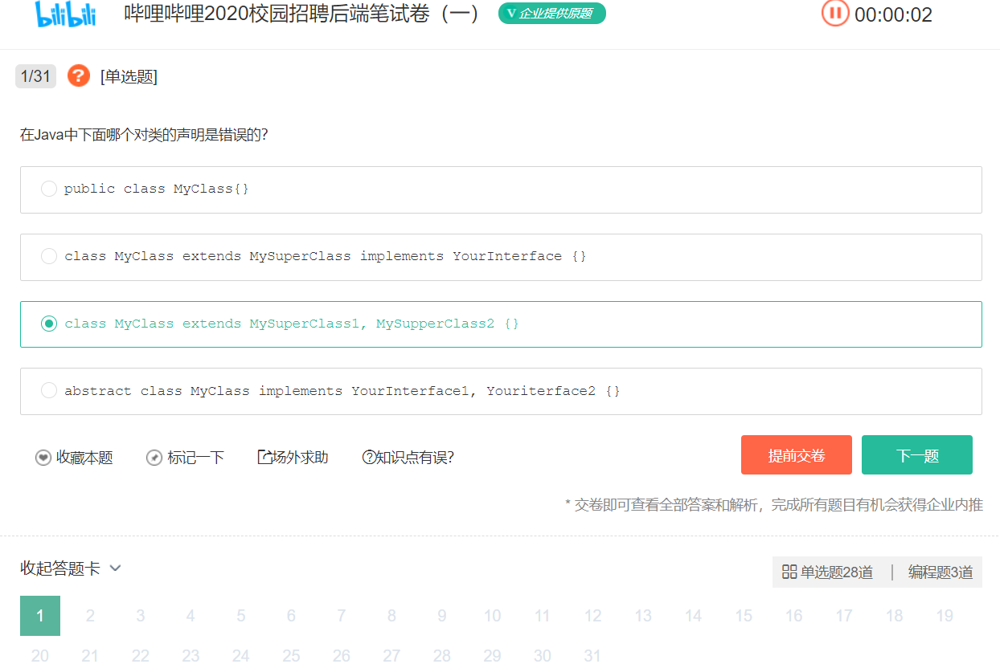 bilibili 哔哩哔哩2020校园招聘后端笔试卷（一） V 企业提供原题 00:00:02
1/31 ? [单选题]
在Java中下面哪个对类的声明是错误的?
public class MyClass{}
class MyClass extends MySuperClass implements YourInterface {}
class MyClass extends MySuperClass1, MySupperClass2 {}
abstract class MyClass implements YourInterface1, Youriterface2 {}
收藏本题 标记一下 场外求助 ?知识点有误? 提前交卷 下一题
* 交卷即可查看全部答案和解析，完成所有题目有机会获得企业内推
收起答题卡 单选题28道 | 编程题3道
1 2 3 4 5 6 7 8 9 10 11 12 13 14 15 16 17 18 19
20 21 22 23 24 25 26 27 28 29 30 31